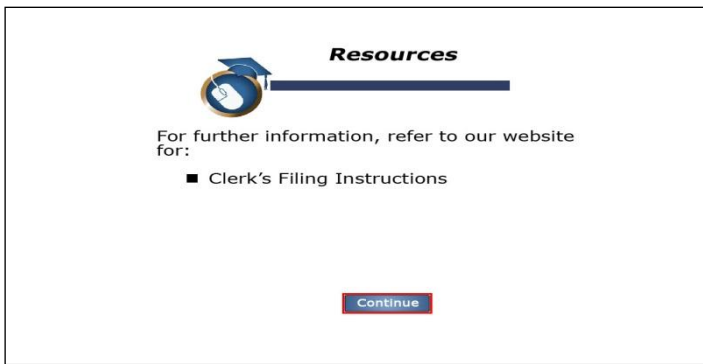 Resources
For further information, refer to our website
for:
■ Clerk’s Filing Instructions
Continue